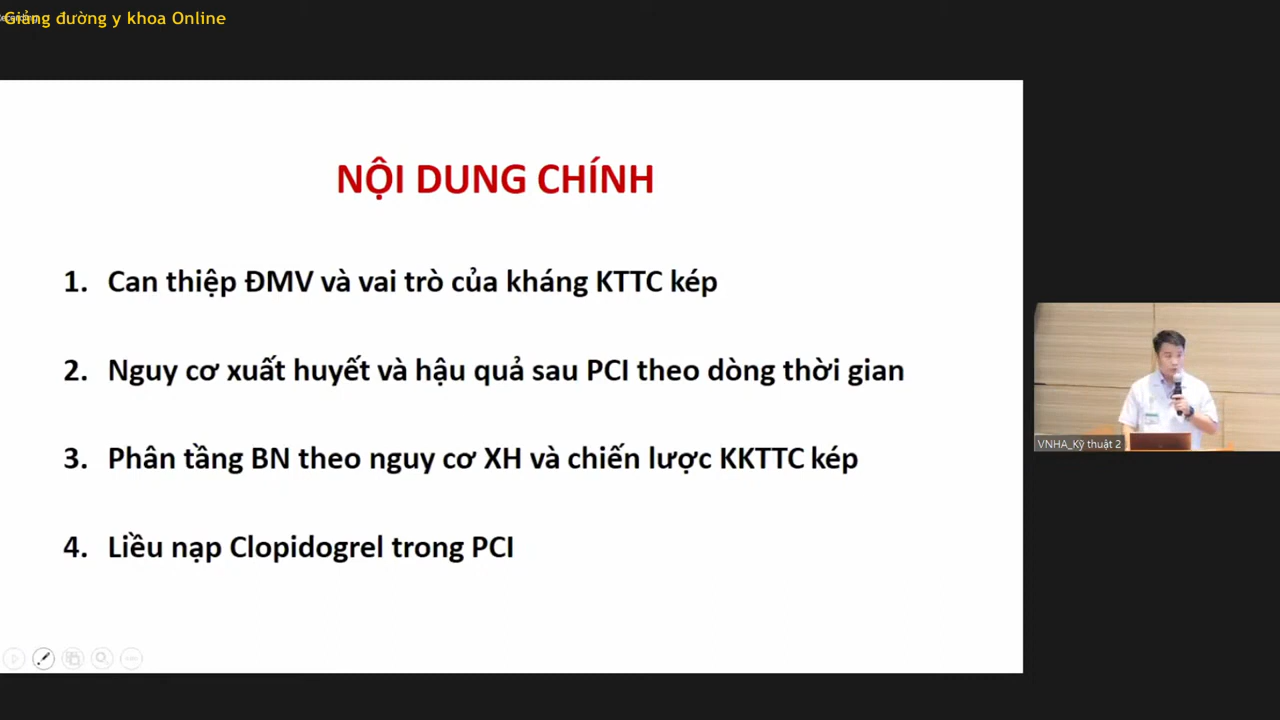 Giảng đường y khoa Online
NỘI DUNG CHÍNH
1. Can thiệp ĐMV và vai trò của kháng KTTC kép
2. Nguy cơ xuất huyết và hậu quả sau PCI theo dòng thời gian
3. Phân tầng BN theo nguy cơ XH và chiến lược KKTTC kép
4. Liều nạp Clopidogrel trong PCI
VNHA_Kỹ thuật 2